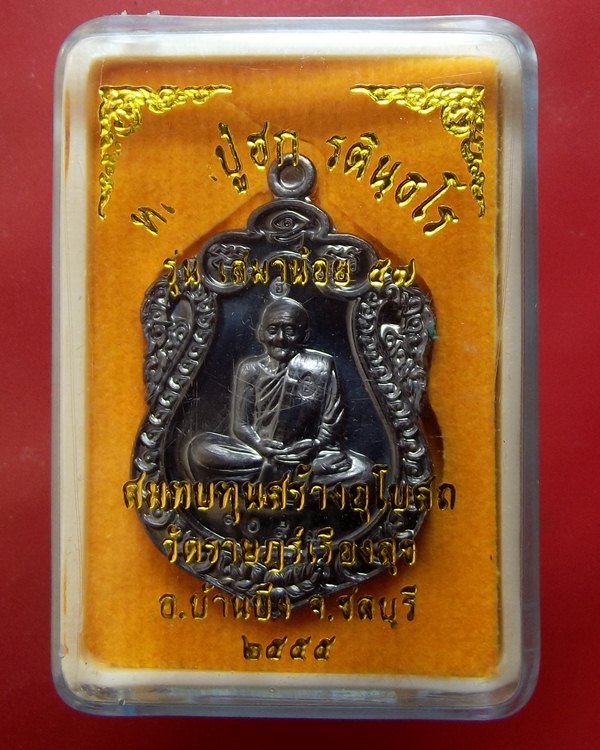 ปู่ฮก รตินฺธโร
รุ่น เสมาน้อย ๕๗
สมทบทุนสร้างอุโบสถ
วัดราษฎร์เรืองสุข
อ.บ้านบึง จ.ชลบุรี
๒๕๕๕